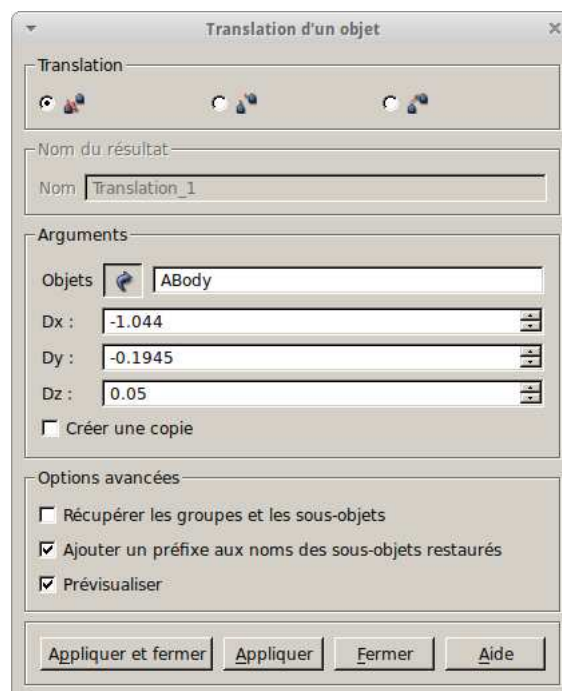 Translation d'un objet
Translation
Nom du résultat
Nom Translation_1
Arguments
Objets ABody
Dx : -1.044
Dy : -0.1945
Dz : 0.05
Créer une copie
Options avancées
Récupérer les groupes et les sous-objets
Ajouter un préfixe aux noms des sous-objets restaurés
Prévisualiser
Appliquer et fermer Appliquer Fermer Aide